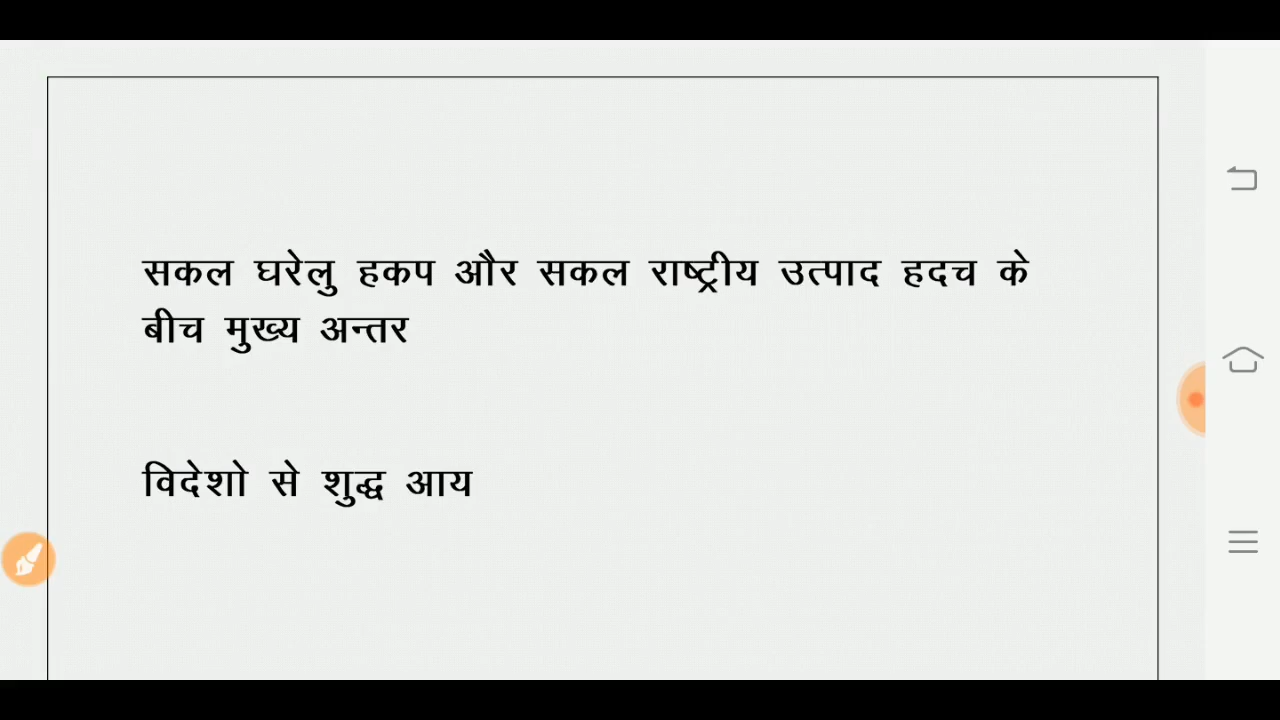 सकल घरेलु हकप और सकल राष्ट्रीय उत्पाद हदच के
बीच मुख्य अन्तर
विदेशो से शुद्ध आय